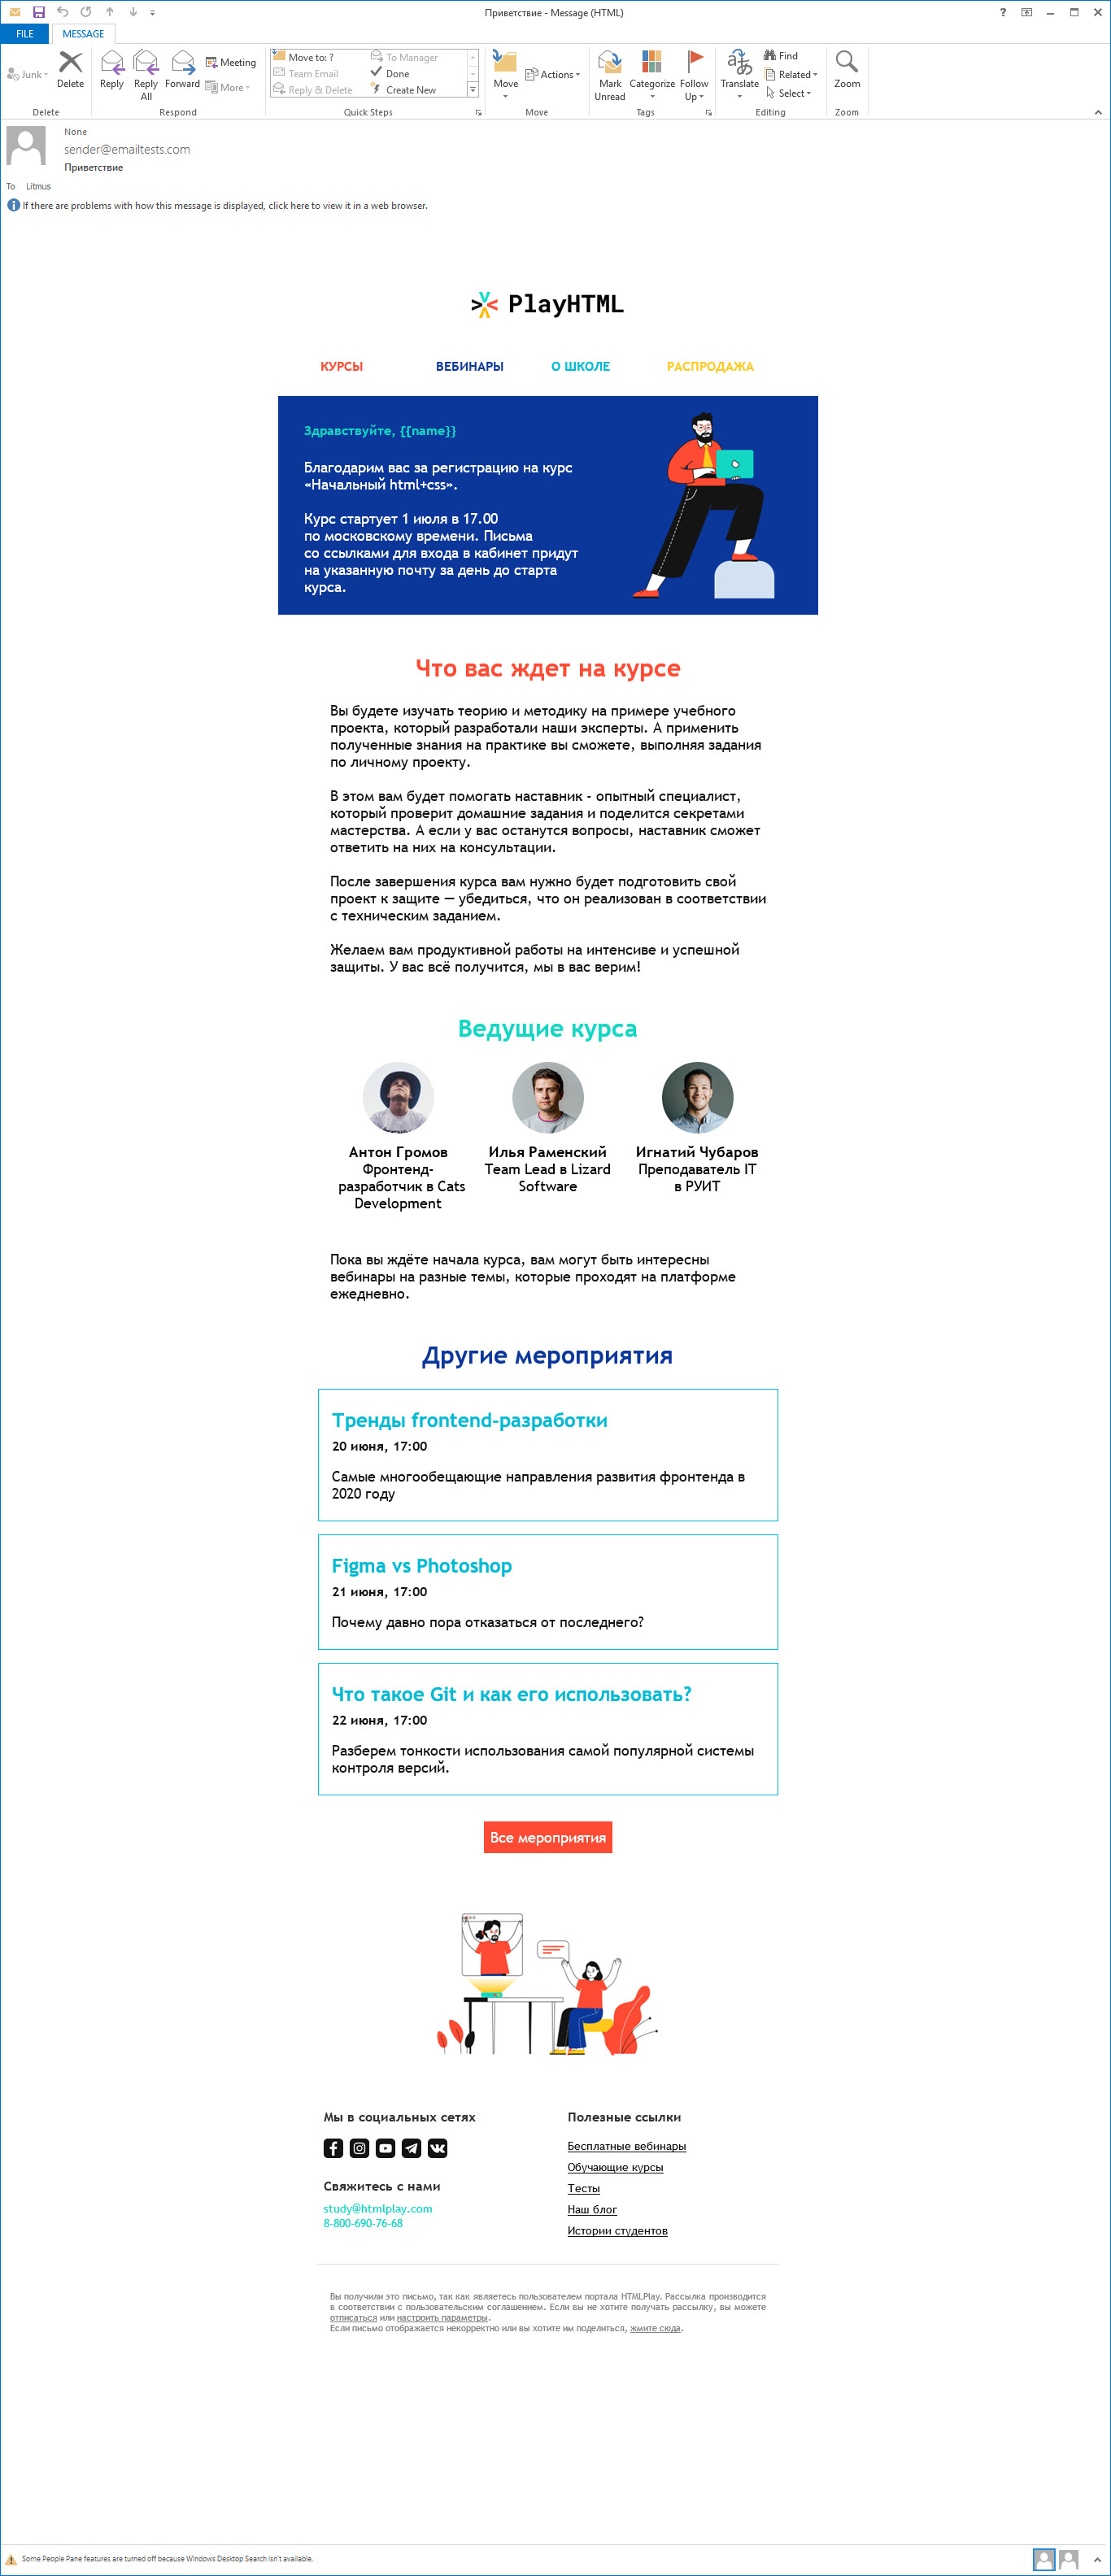 Приветствие - Message (HTML)
?
FILE
MESSAGE
Junk
Delete
Reply
Reply
All
Forward
Meeting
More
Move to: ?
Team Email
Reply & Delete
To Manager
Done
Create New
Move
Actions
Mark
Unread
Categorize
Follow
Up
Translate
Find
Related
Select
Zoom
Delete
Respond
Quick Steps
Move
Tags
Editing
Zoom
None
sender@emailtests.com
Приветствие
To Litmus
If there are problems with how this message is displayed, click here to view it in a web browser.
PlayHTML
КУРСЫ ВЕБИНАРЫ О ШКОЛЕ РАСПРОДАЖА
Здравствуйте, {{name}}
Благодарим вас за регистрацию на курс
«Начальный html+css».
Курс стартует 1 июля в 17.00
по московскому времени. Письма
со ссылками для входа в кабинет придут
на указанную почту за день до старта
курса.
Что вас ждет на курсе
Вы будете изучать теорию и методику на примере учебного
проекта, который разработали наши эксперты. А применить
полученные знания на практике вы сможете, выполняя задания
по личному проекту.
В этом вам будет помогать наставник - опытный специалист,
который проверит домашние задания и поделится секретами
мастерства. А если у вас останутся вопросы, наставник сможет
ответить на них на консультации.
После завершения курса вам нужно будет подготовить свой
проект к защите — убедиться, что он реализован в соответствии
с техническим заданием.
Желаем вам продуктивной работы на интенсиве и успешной
защиты. У вас всё получится, мы в вас верим!
Ведущие курса
Антон Громов
Фронтенд-
разработчик в Cats
Development
Илья Раменский
Team Lead в Lizard
Software
Игнатий Чубаров
Преподаватель IT
в РУИТ
Пока вы ждёте начала курса, вам могут быть интересны
вебинары на разные темы, которые проходят на платформе
ежедневно.
Другие мероприятия
Тренды frontend-разработки
20 июня, 17:00
Самые многообещающие направления развития фронтенда в
2020 году
Figma vs Photoshop
21 июня, 17:00
Почему давно пора отказаться от последнего?
Что такое Git и как его использовать?
22 июня, 17:00
Разберем тонкости использования самой популярной системы
контроля версий.
Все мероприятия
Мы в социальных сетях
Свяжитесь с нами
study@htmlplay.com
8-800-690-76-68
Полезные ссылки
Бесплатные вебинары
Обучающие курсы
Тесты
Наш блог
Истории студентов
Вы получили это письмо, так как являетесь пользователем портала HTMLPlay. Рассылка производится
в соответствии с пользовательским соглашением. Если вы не хотите получать рассылку, вы можете
отписаться или настроить параметры.
Если письмо отображается некорректно или вы хотите им поделиться, жмите сюда.
Some People Pane features are turned off because Windows Desktop Search isn't available.